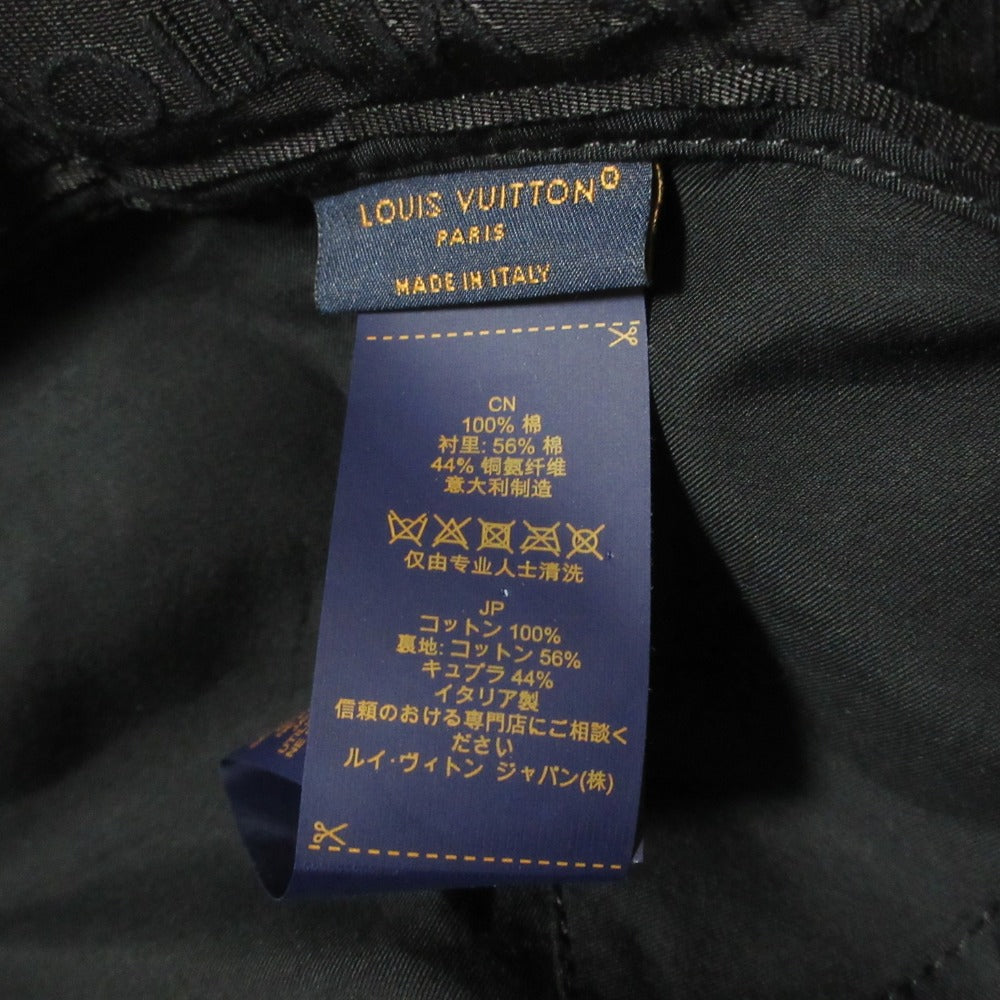 LOUIS VUITTON®
PARIS
MADE IN ITALY
CN
100% 棉
衬里: 56% 棉
44% 铜氨纤维
意大利制造
仅由专业人士清洗
JP
コットン 100%
裏地: コットン 56%
キュプラ 44%
イタリア製
信頼のおける専門店にご相談く
ださい
ルイ・ヴィトン ジャパン(株)